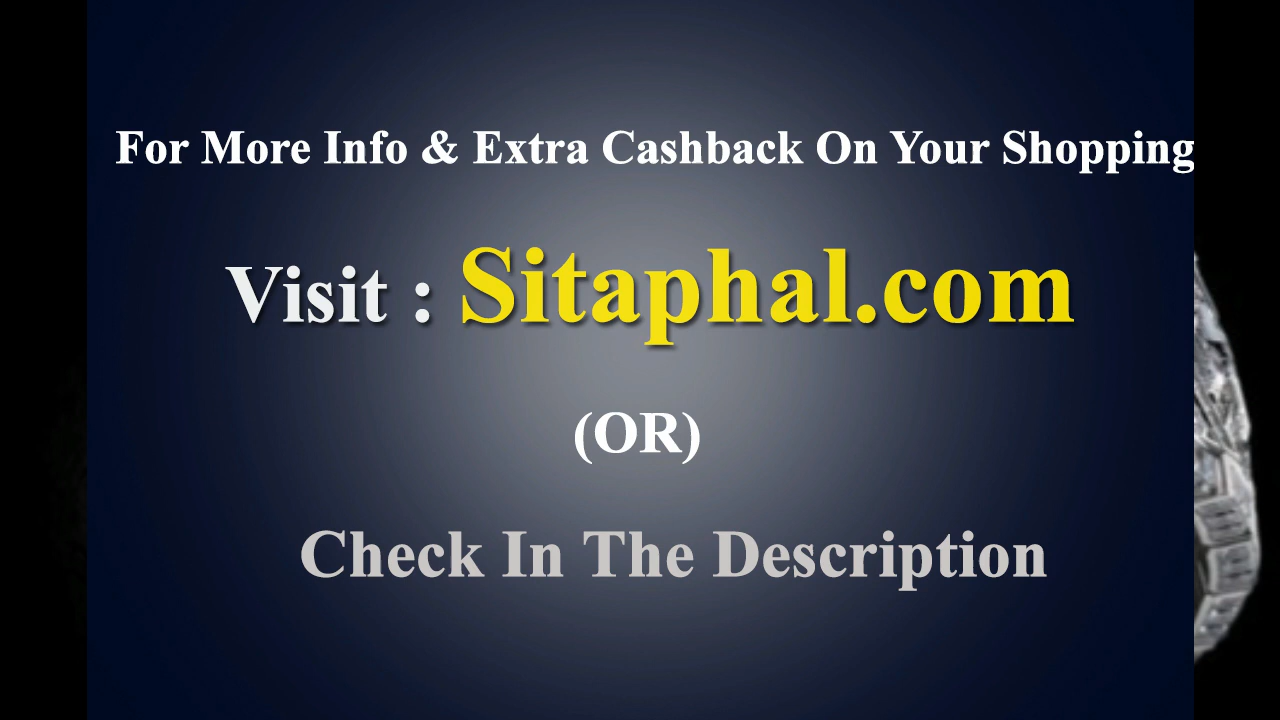 For More Info & Extra Cashback On Your Shopping
Visit : Sitaphal.com
(OR)
Check In The Description